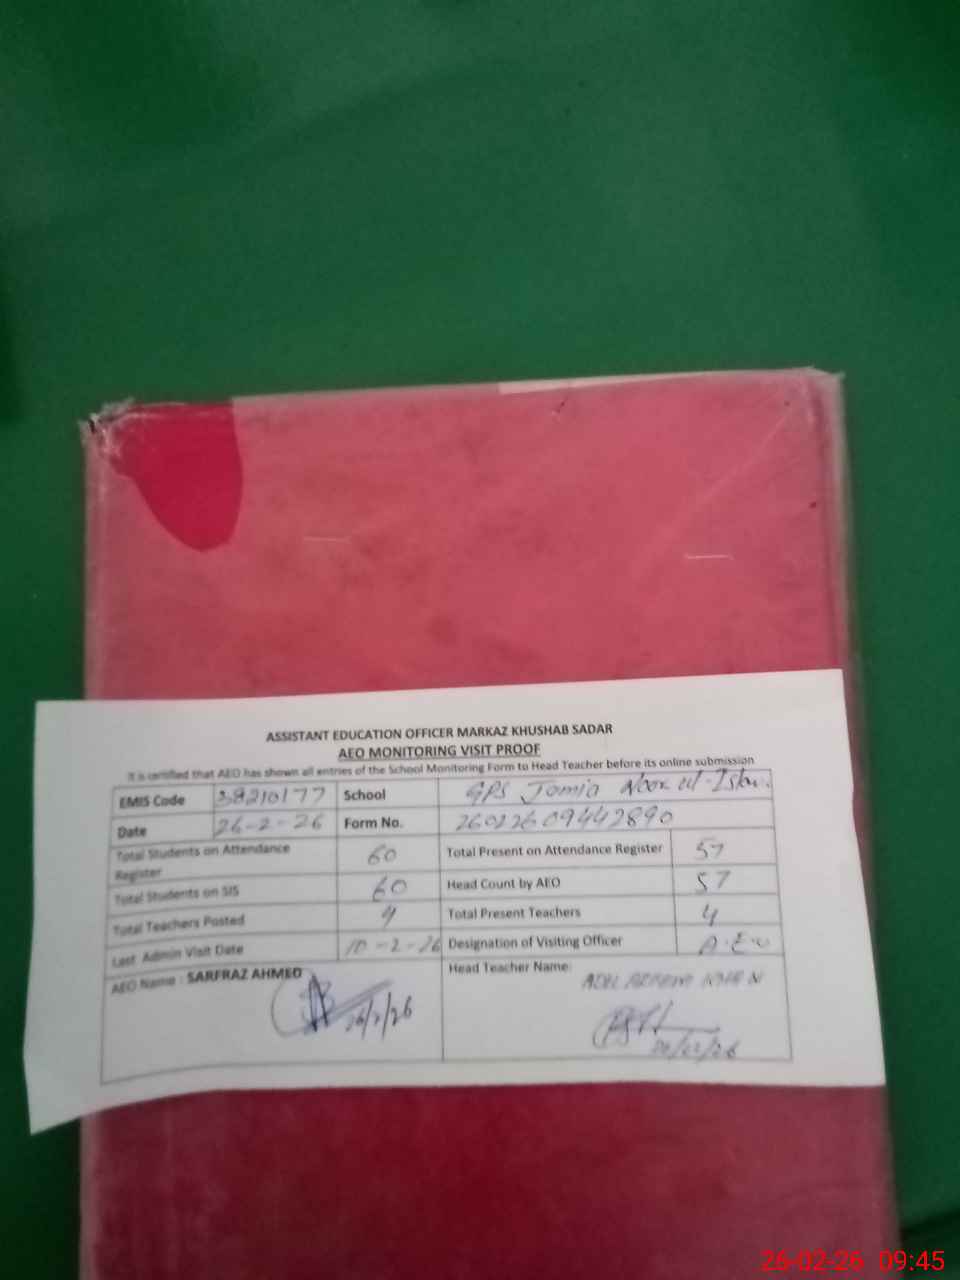 ASSISTANT EDUCATION OFFICER MARKAZ KHUSHAB SADAR
AEO MONITORING VISIT PROOF
It is certified that AEO has shown all entries of the School Monitoring Form to Head Teacher before its online submission
EMIS Code 38210177 School GPS Jamia Noor ul-Islam.
Date 26-2-26 Form No. 26022609442890
Total Students on Attendance Register 60 Total Present on Attendance Register 57
Total Students on SIS 60 Head Count by AEO 57
Total Teachers Posted 4 Total Present Teachers 4
Last Admin Visit Date 10-2-26 Designation of Visiting Officer A.E.O
AEO Name : SARFRAZ AHMED Head Teacher Name:
26/2/26
26-02-26 09:45